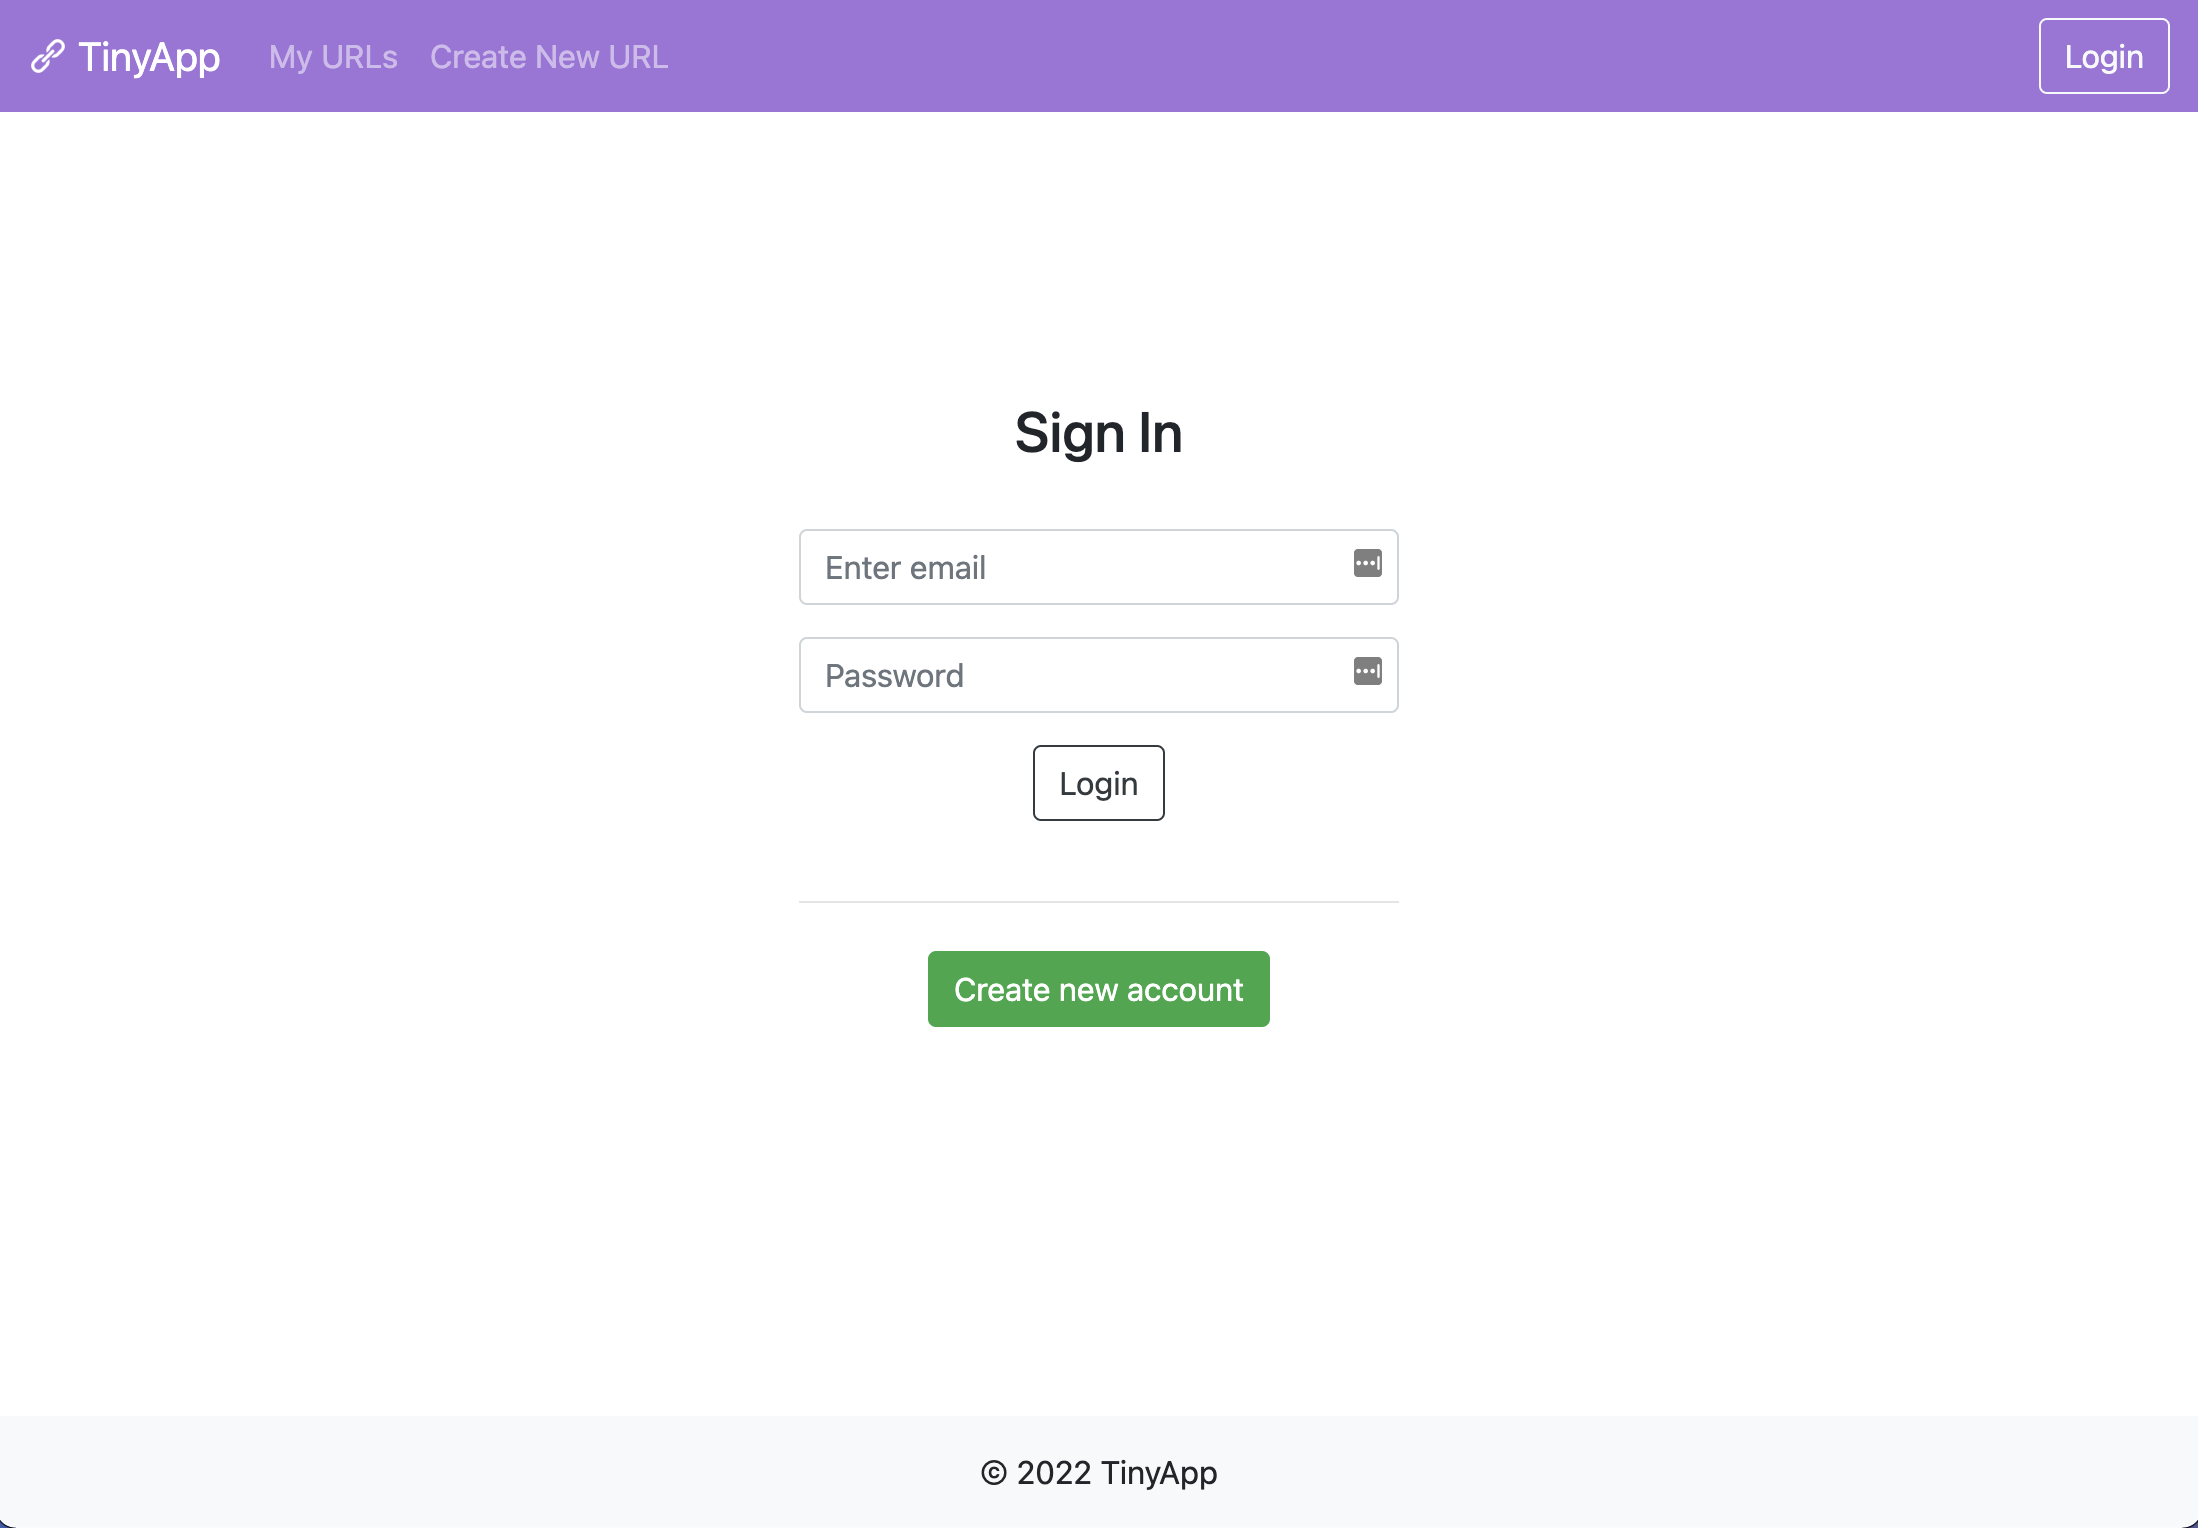 TinyApp My URLs Create New URL Login
Sign In
Enter email
Password
Login
Create new account
© 2022 TinyApp